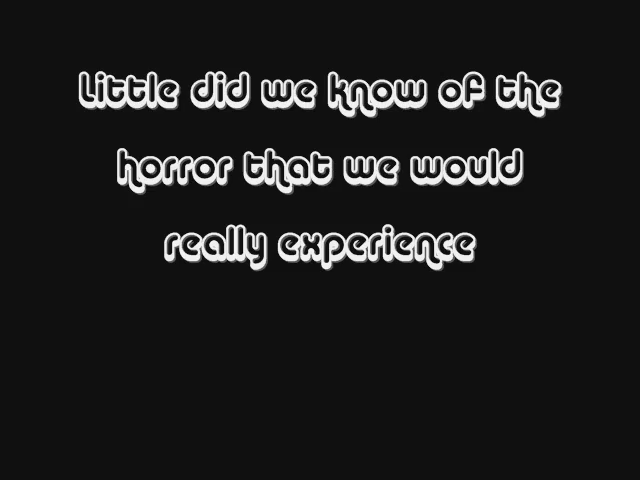 Little did we know of the
horror that we would
really experience